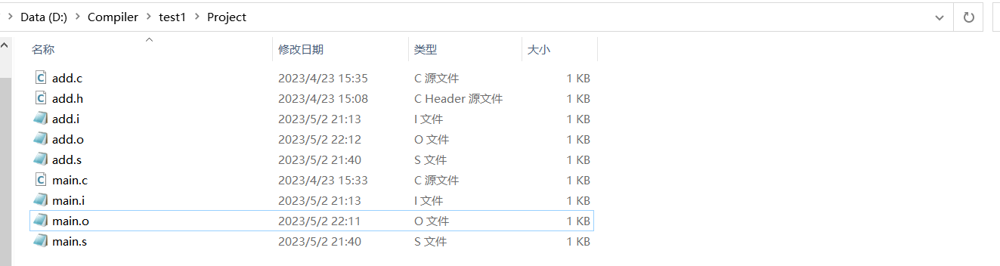 Data (D:) > Compiler > test1 > Project
名称 修改日期 类型 大小
add.c 2023/4/23 15:35 C 源文件 1 KB
add.h 2023/4/23 15:08 C Header 源文件 1 KB
add.i 2023/5/2 21:13 I 文件 1 KB
add.o 2023/5/2 22:12 O 文件 1 KB
add.s 2023/5/2 21:40 S 文件 1 KB
main.c 2023/4/23 15:33 C 源文件 1 KB
main.i 2023/5/2 21:13 I 文件 1 KB
main.o 2023/5/2 22:11 O 文件 1 KB
main.s 2023/5/2 21:40 S 文件 1 KB